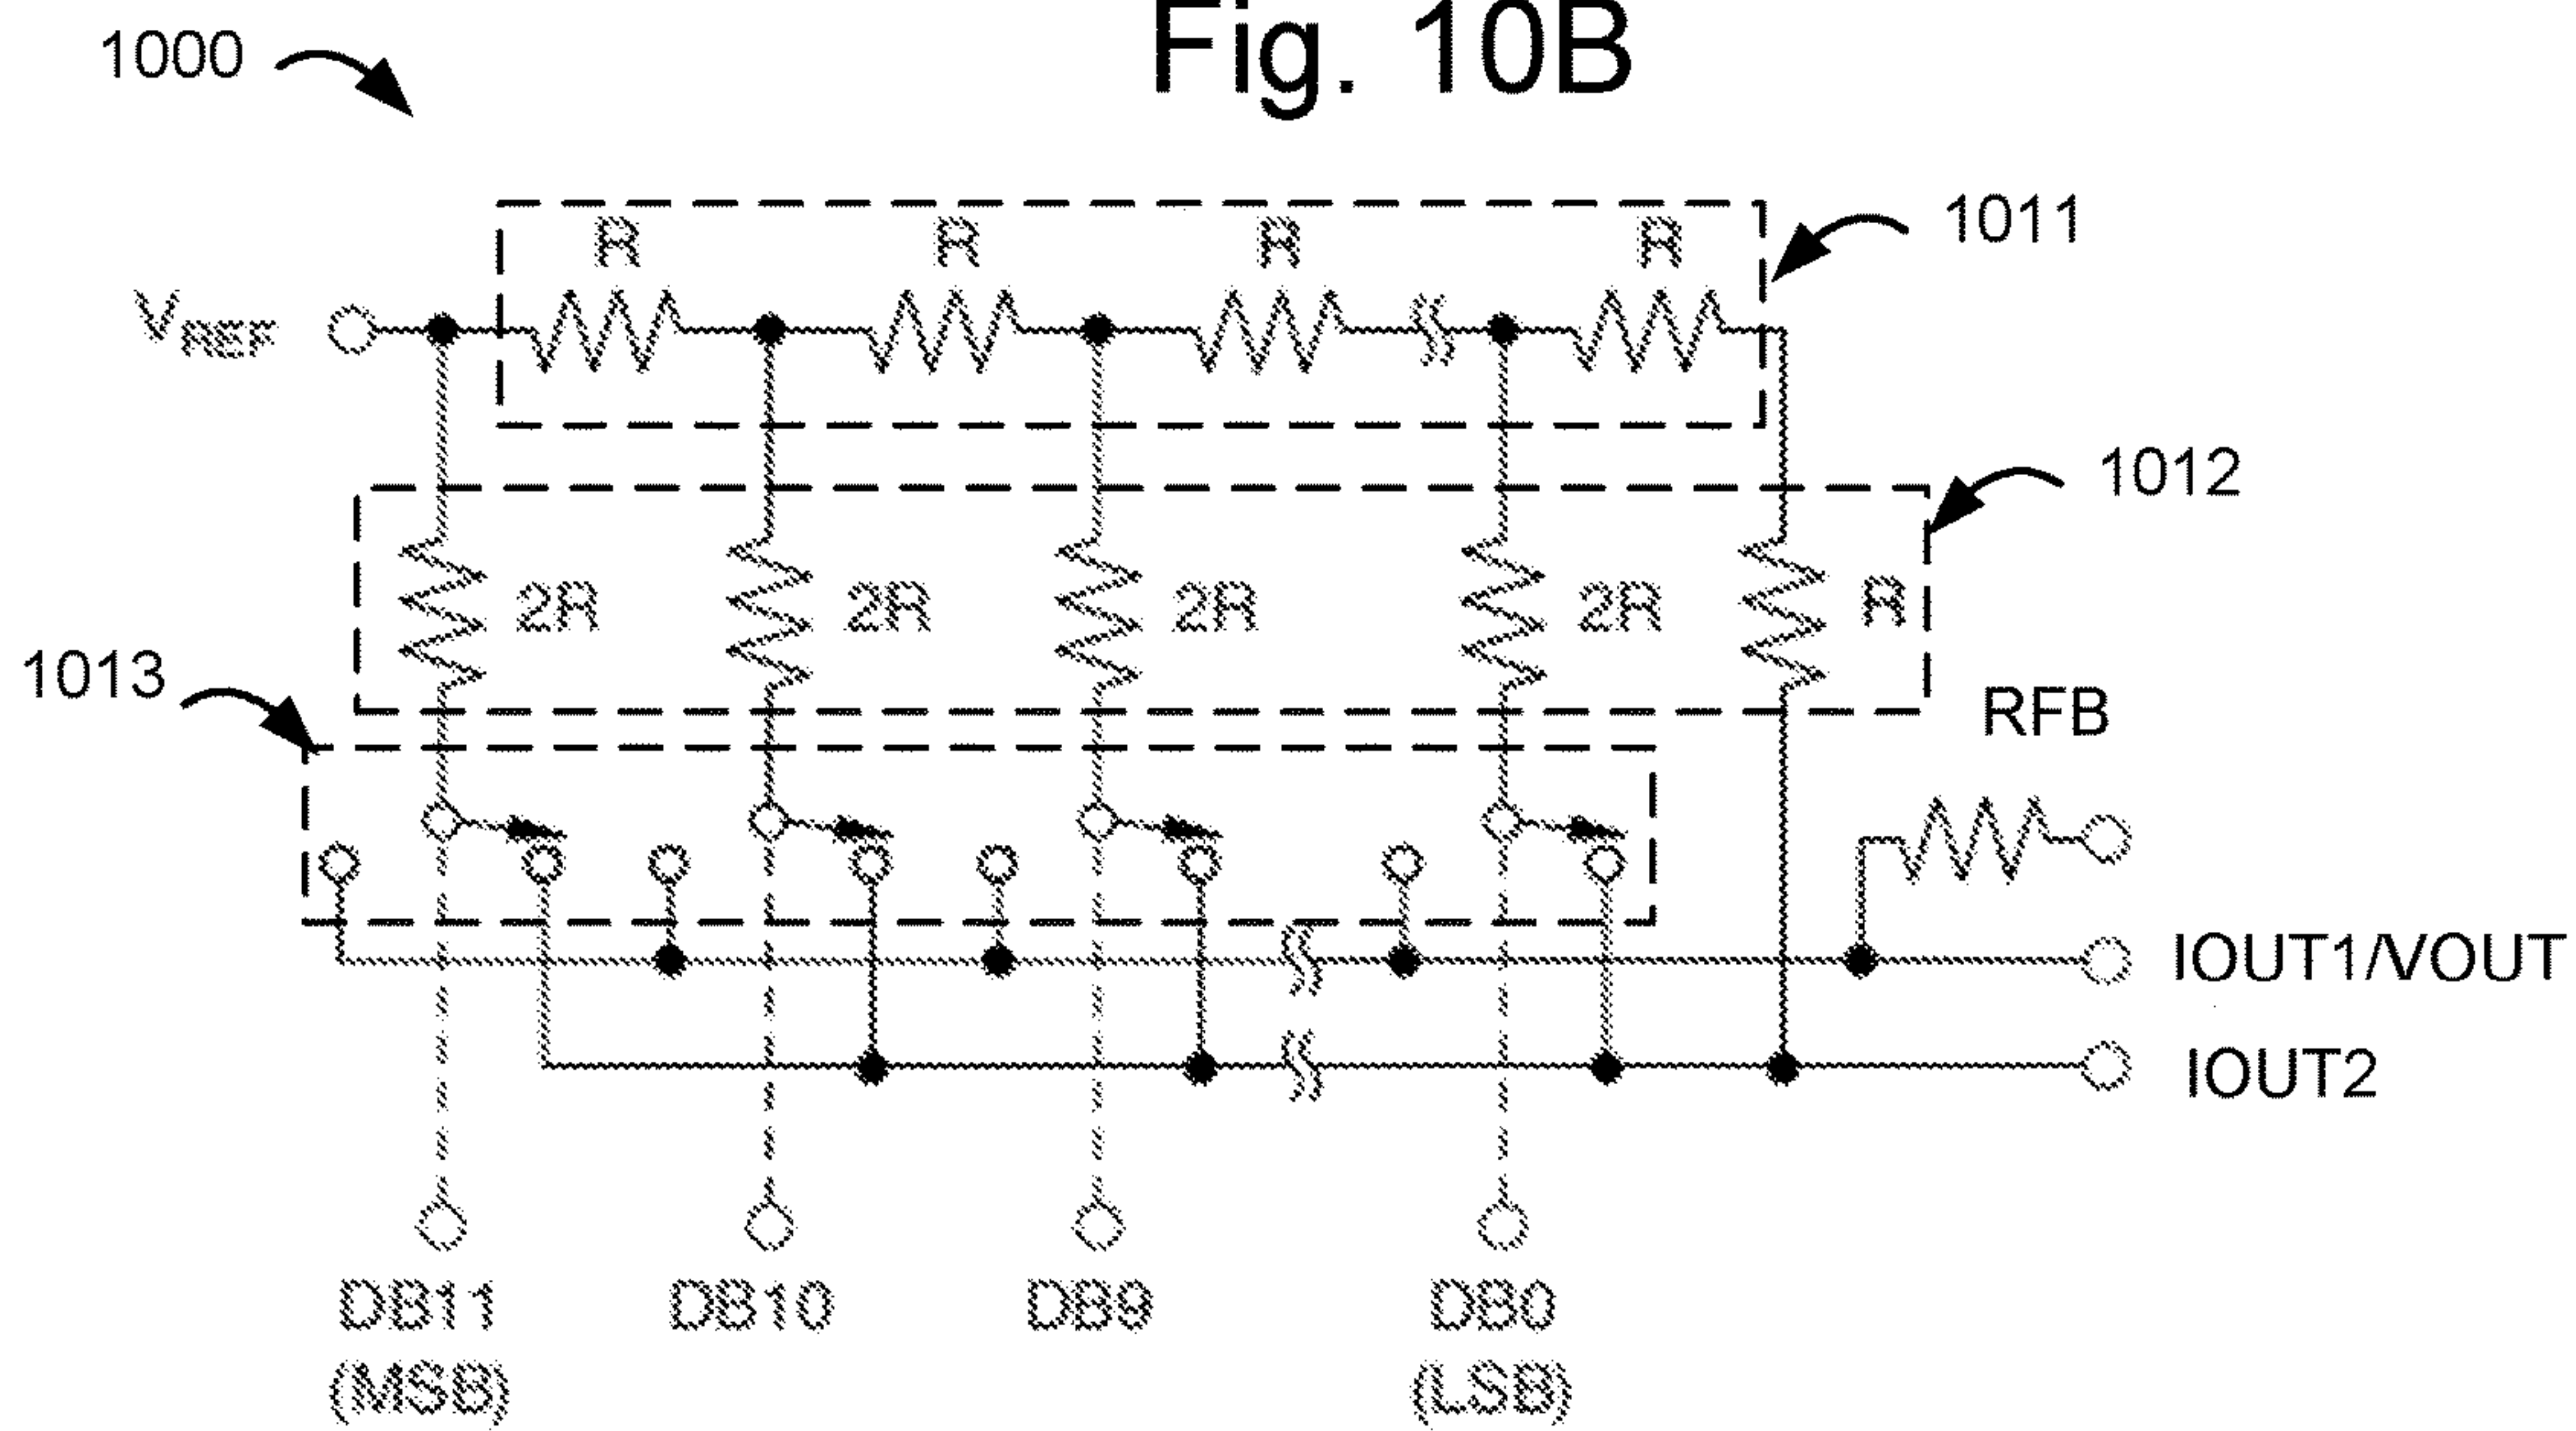 Fig. 10B
1000
1011
R R R R
VREF
1012
2R 2R 2R 2R R
1013
RFB
IOUT1/VOUT
IOUT2
DB11 DB10 DB9 DB0
(MSB) (LSB)